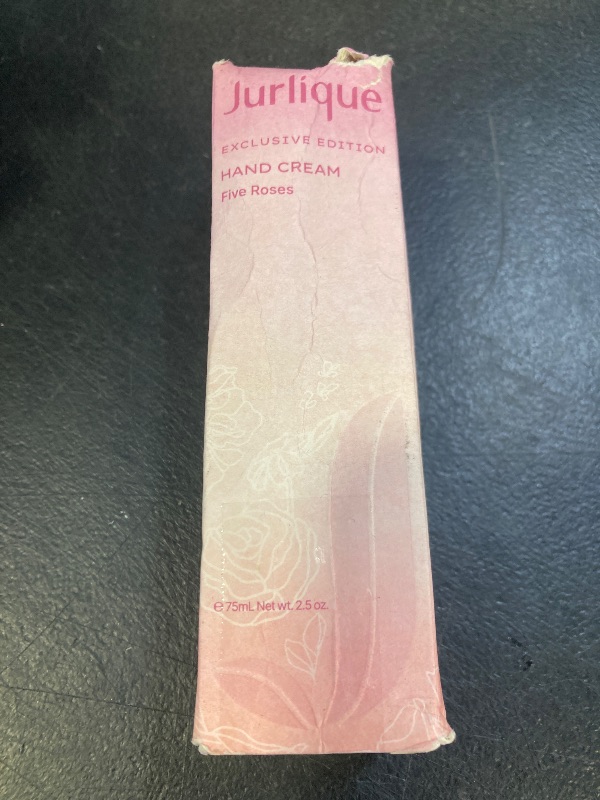 Jurlique
EXCLUSIVE EDITION
HAND CREAM
Five Roses
℮ 75mL Net wt. 2.5 oz.